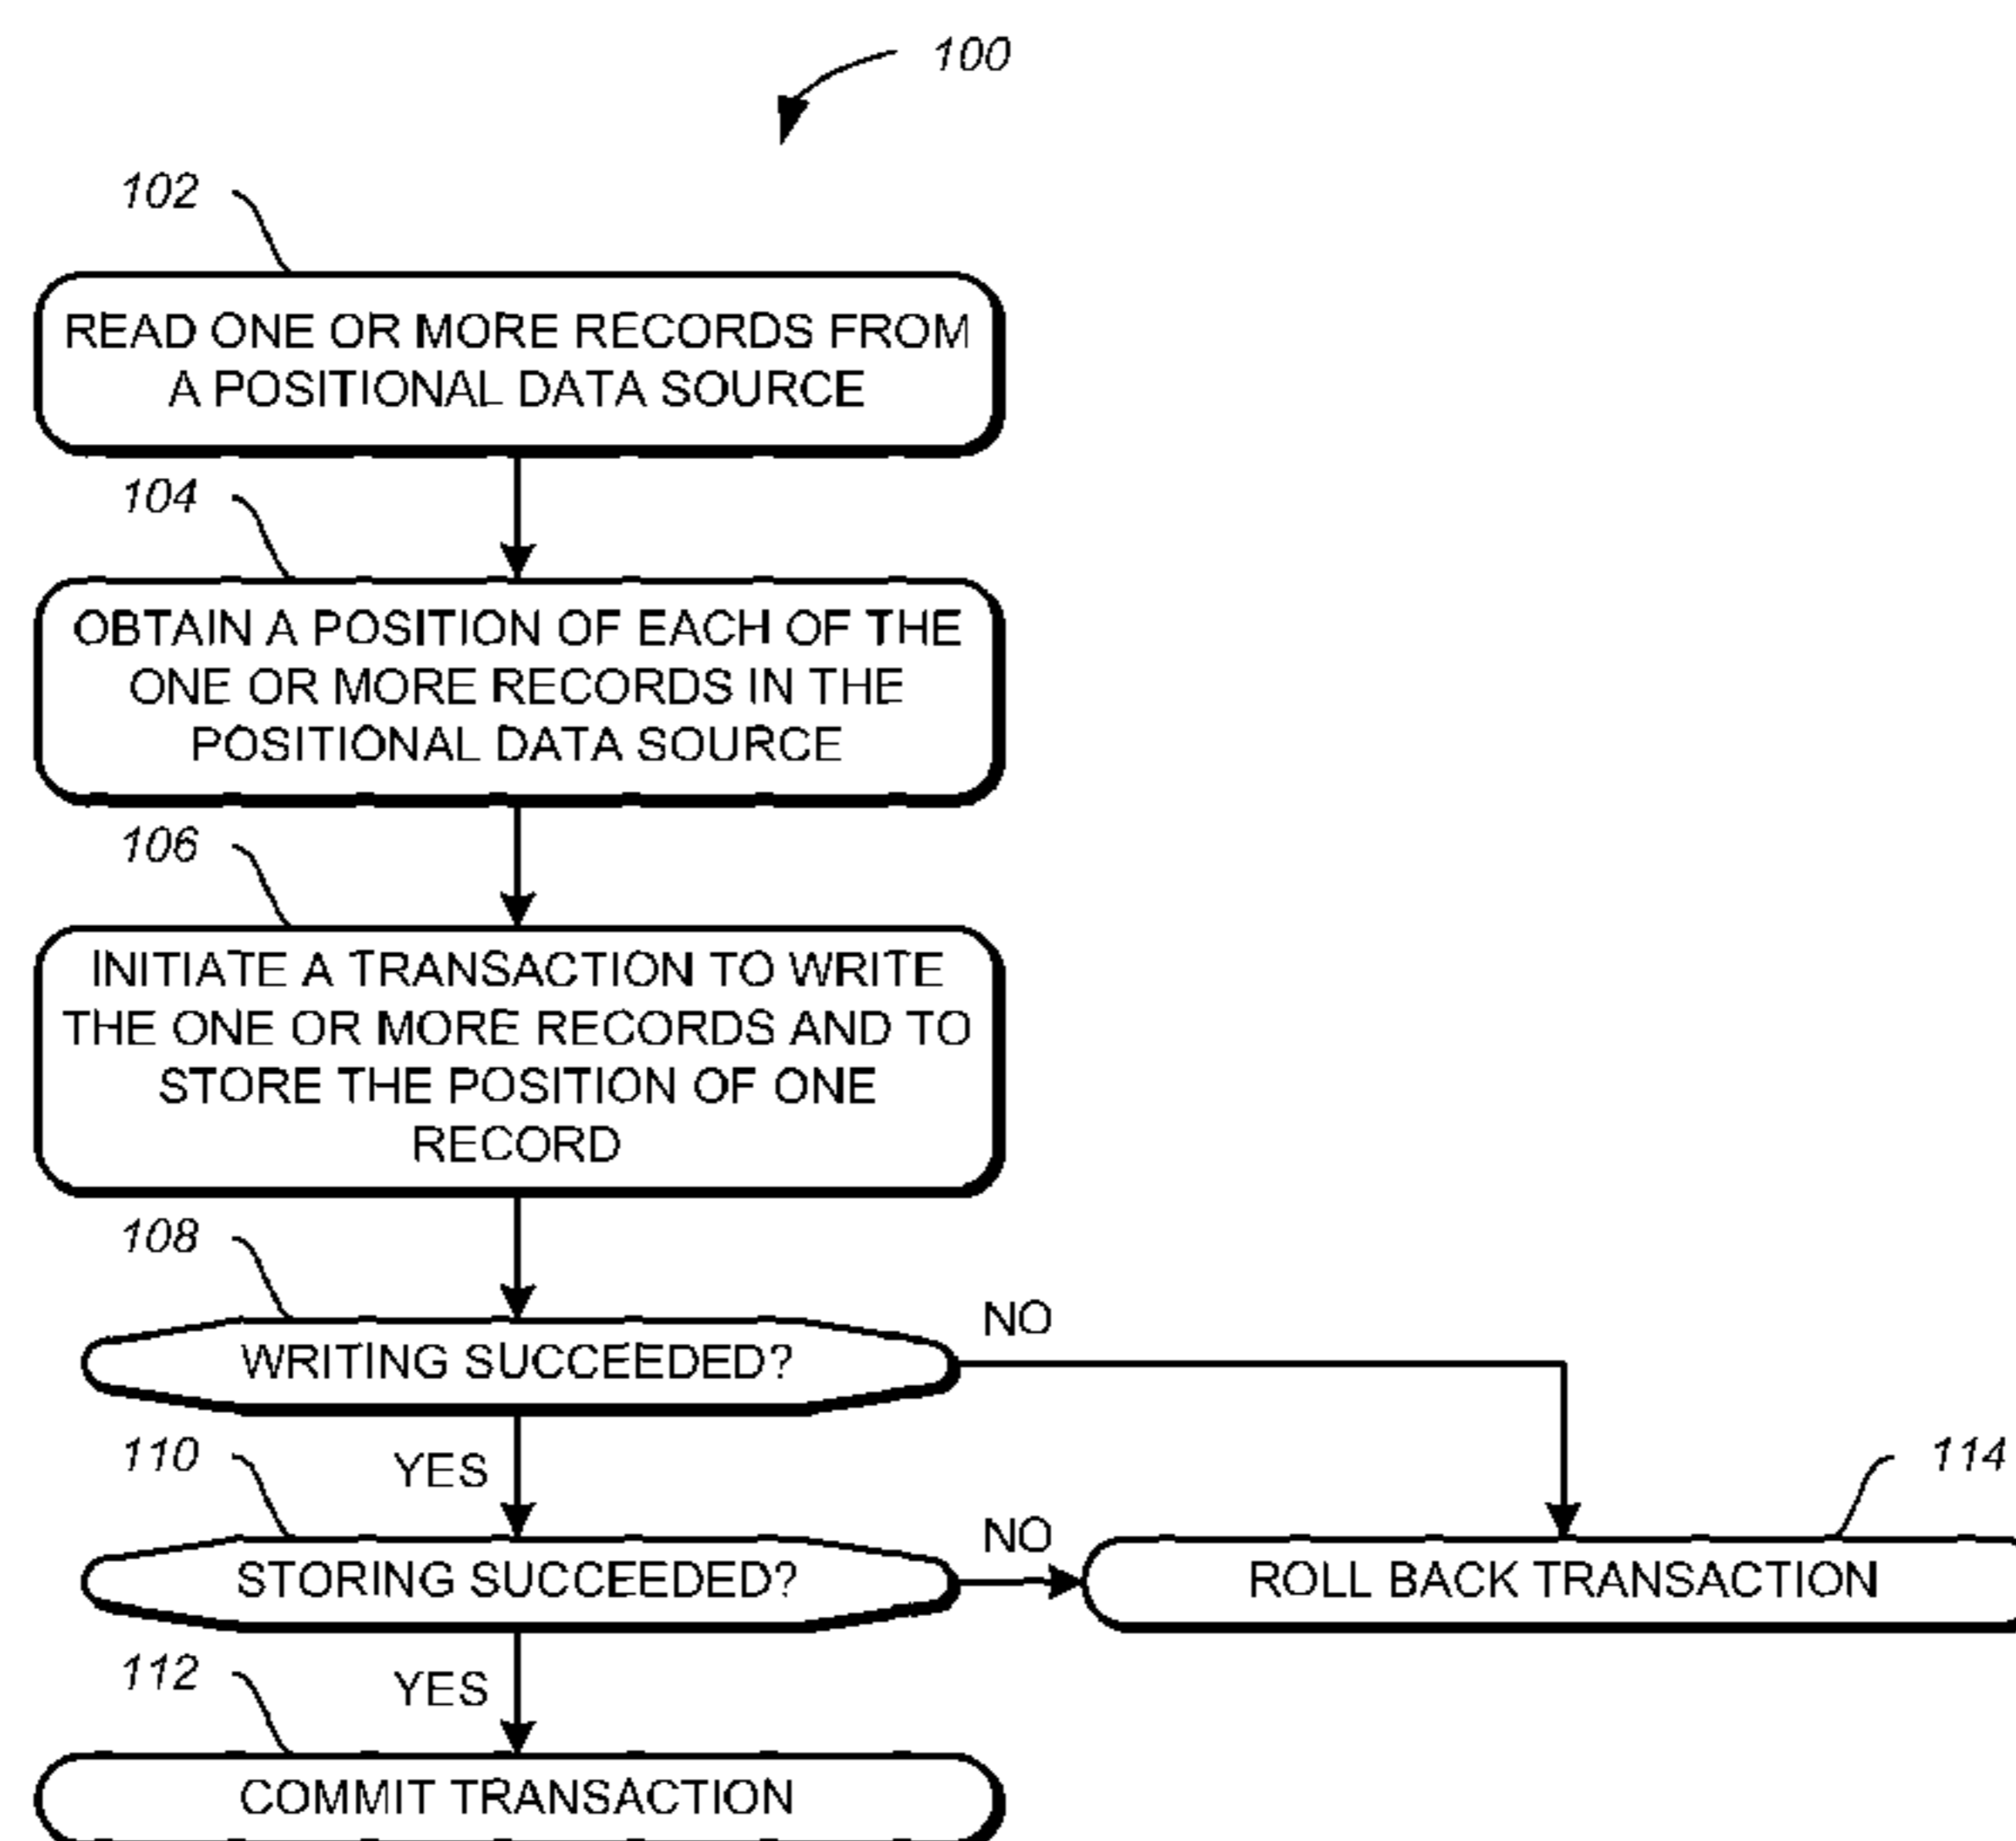 100
102
READ ONE OR MORE RECORDS FROM
A POSITIONAL DATA SOURCE
104
OBTAIN A POSITION OF EACH OF THE
ONE OR MORE RECORDS IN THE
POSITIONAL DATA SOURCE
106
INITIATE A TRANSACTION TO WRITE
THE ONE OR MORE RECORDS AND TO
STORE THE POSITION OF ONE
RECORD
108
WRITING SUCCEEDED?
NO
110
YES
STORING SUCCEEDED?
NO
114
ROLL BACK TRANSACTION
112
YES
COMMIT TRANSACTION